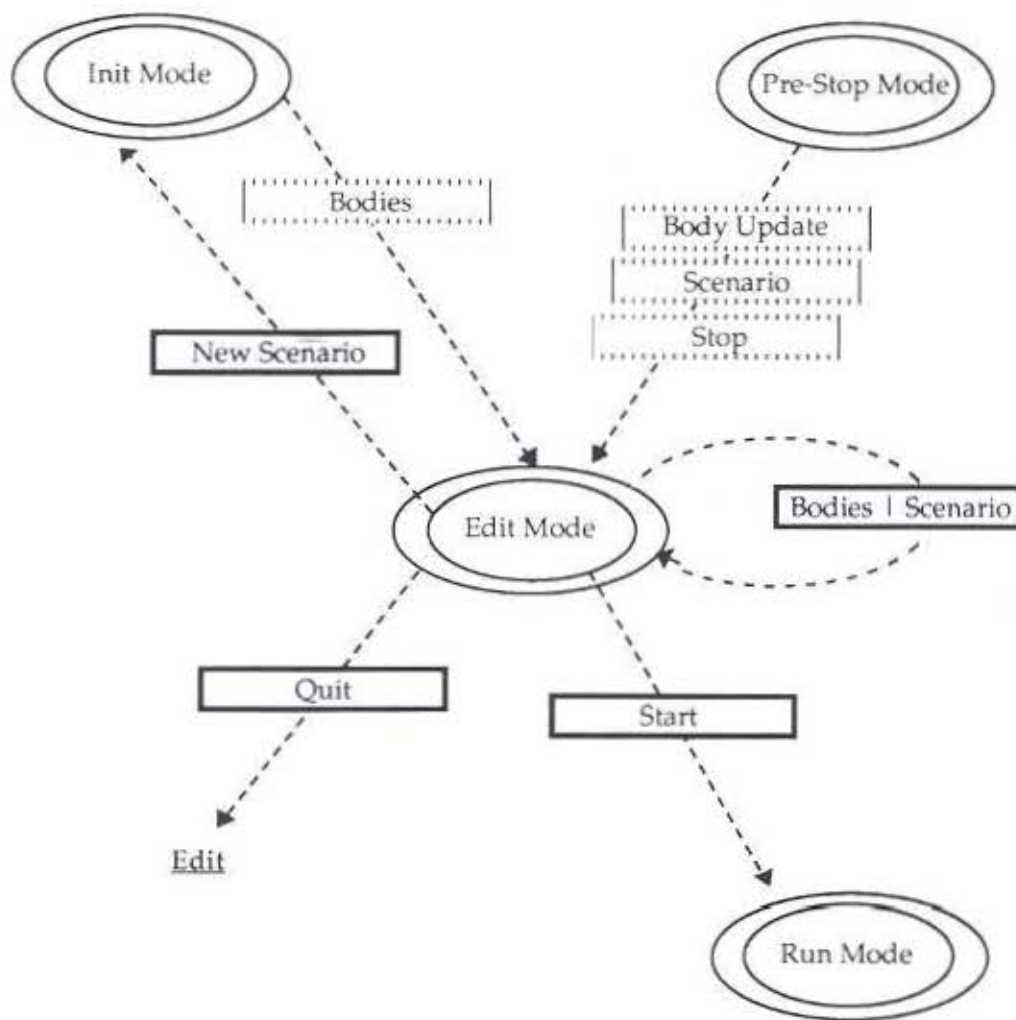 Init Mode
Pre-Stop Mode
Bodies
Body Update
Scenario
New Scenario
Stop
Bodies | Scenario
Edit Mode
Quit
Start
Edit
Run Mode